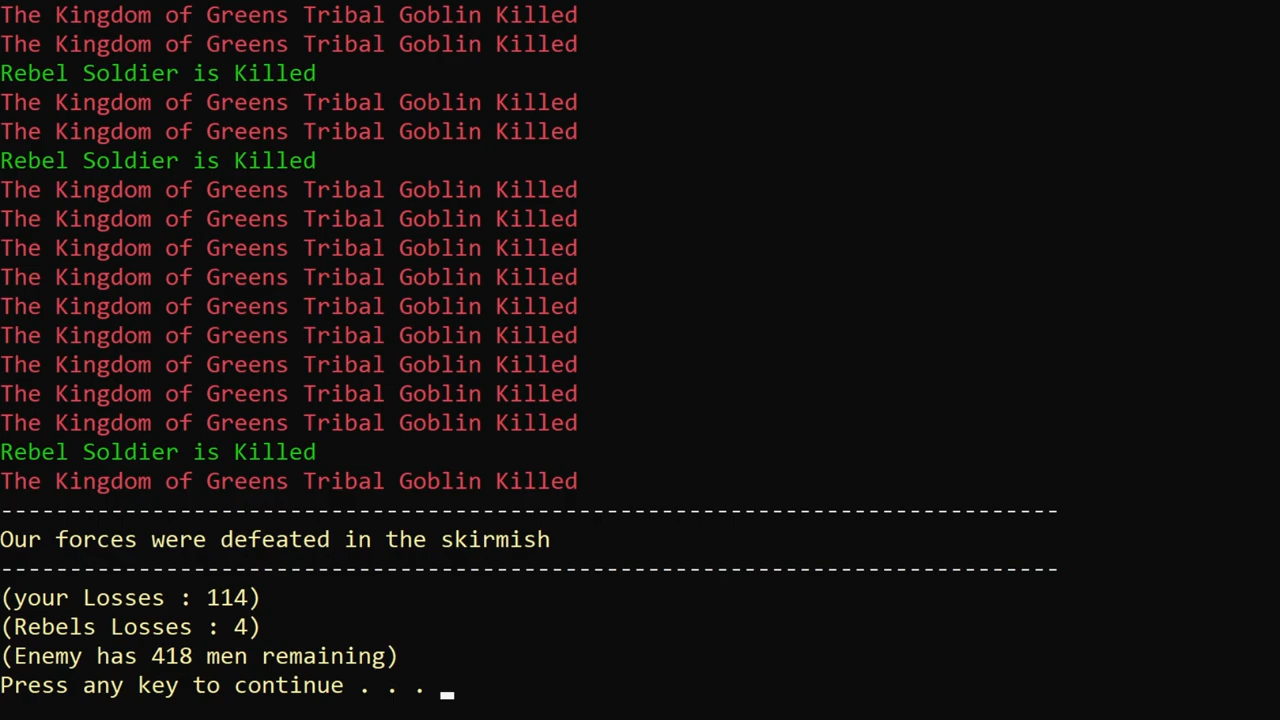 The Kingdom of Greens Tribal Goblin Killed
The Kingdom of Greens Tribal Goblin Killed
Rebel Soldier is Killed
The Kingdom of Greens Tribal Goblin Killed
The Kingdom of Greens Tribal Goblin Killed
Rebel Soldier is Killed
The Kingdom of Greens Tribal Goblin Killed
The Kingdom of Greens Tribal Goblin Killed
The Kingdom of Greens Tribal Goblin Killed
The Kingdom of Greens Tribal Goblin Killed
The Kingdom of Greens Tribal Goblin Killed
The Kingdom of Greens Tribal Goblin Killed
The Kingdom of Greens Tribal Goblin Killed
The Kingdom of Greens Tribal Goblin Killed
The Kingdom of Greens Tribal Goblin Killed
Rebel Soldier is Killed
The Kingdom of Greens Tribal Goblin Killed
-----------------------------------------------------------------------------
Our forces were defeated in the skirmish
-----------------------------------------------------------------------------
(your Losses : 114)
(Rebels Losses : 4)
(Enemy has 418 men remaining)
Press any key to continue . . .